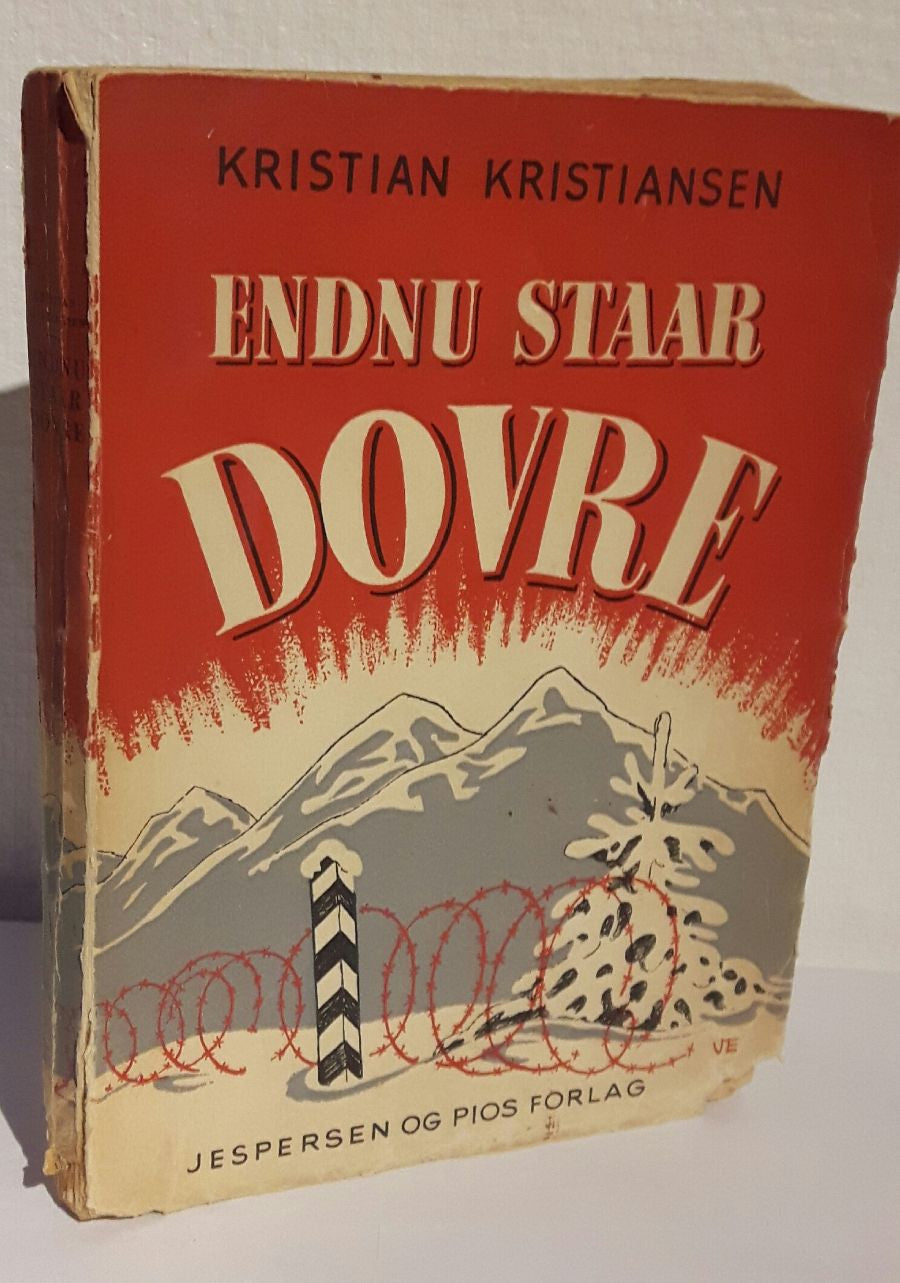 KRISTIAN KRISTIANSEN
ENDNU STAAR
DOVRE
VE
JESPERSEN OG PIOS FORLAG